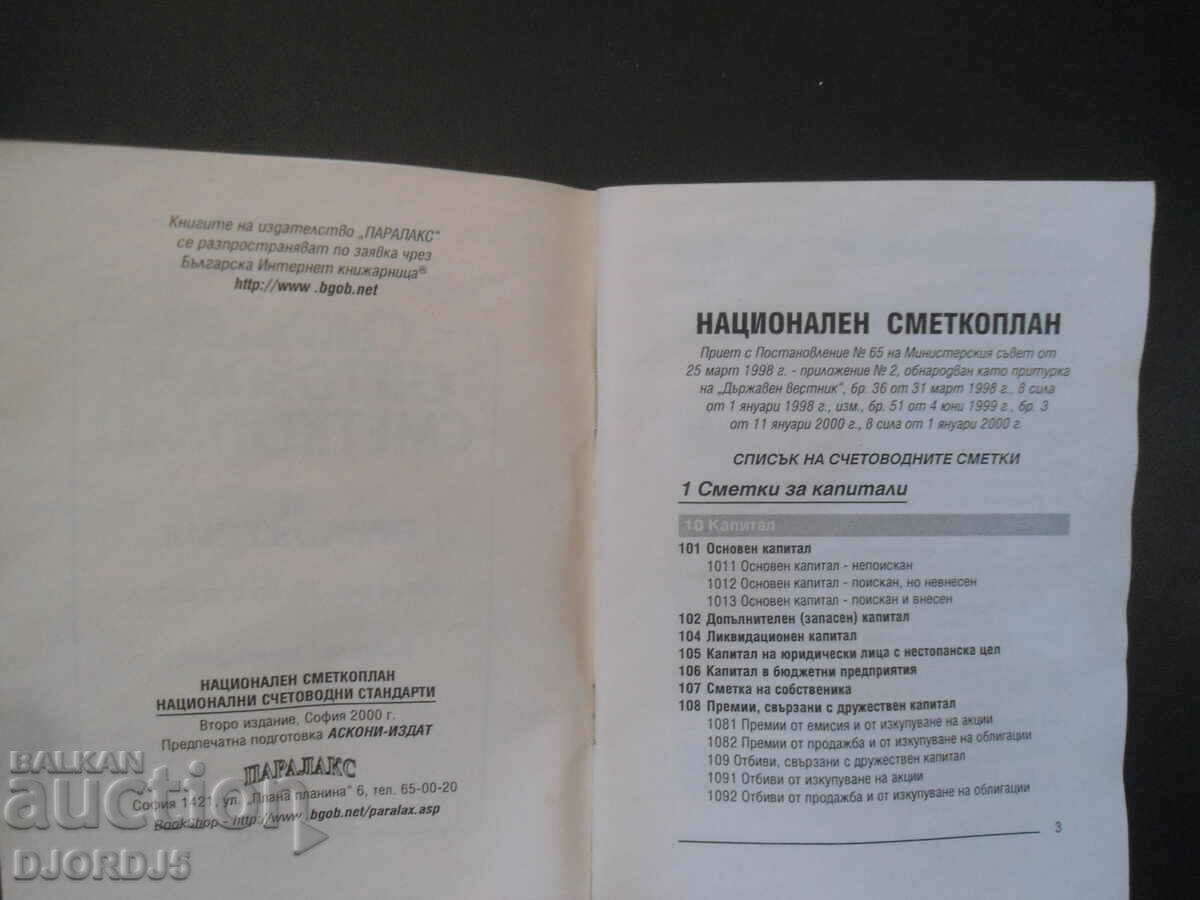 Книгите на издателство „ПАРАЛАКС"
се разпространяват по заявка чрез
Българска Интернет книжарница®
http://www .bgob.net
НАЦИОНАЛЕН СМЕТКОПЛАН
НАЦИОНАЛНИ СЧЕТОВОДНИ СТАНДАРТИ
Второ издание, София 2000 г.
Предпечатна подготовка АСКОНИ-ИЗДАТ
ПАРАЛАКС
София 1421, ул. „Плана планина" 6, тел. 65-00-20
BookShop - http://www.bgob.net/paralax.asp
НАЦИОНАЛЕН СМЕТКОПЛАН
Приет с Постановление № 65 на Министерския съвет от
25 март 1998 г. - приложение № 2, обнародван като притурка
на „Държавен вестник", бр. 36 от 31 март 1998 г., в сила
от 1 януари 1998 г., изм., бр. 51 от 4 юни 1999 г., бр. 3
от 11 януари 2000 г., в сила от 1 януари 2000 г.
СПИСЪК НА СЧЕТОВОДНИТЕ СМЕТКИ
1 Сметки за капитали
10 Капитал
101 Основен капитал
1011 Основен капитал - непоискан
1012 Основен капитал - поискан, но невнесен
1013 Основен капитал - поискан и внесен
102 Допълнителен (запасен) капитал
104 Ликвидационен капитал
105 Капитал на юридически лица с нестопанска цел
106 Капитал в бюджетни предприятия
107 Сметка на собственика
108 Премии, свързани с дружествен капитал
1081 Премии от емисия и от изкупуване на акции
1082 Премии от продажба и от изкупуване на облигации
109 Отбиви, свързани с дружествен капитал
1091 Отбиви от изкупуване на акции
1092 Отбиви от продажба и от изкупуване на облигации
3
BALKAN
auction
DJORDJ5